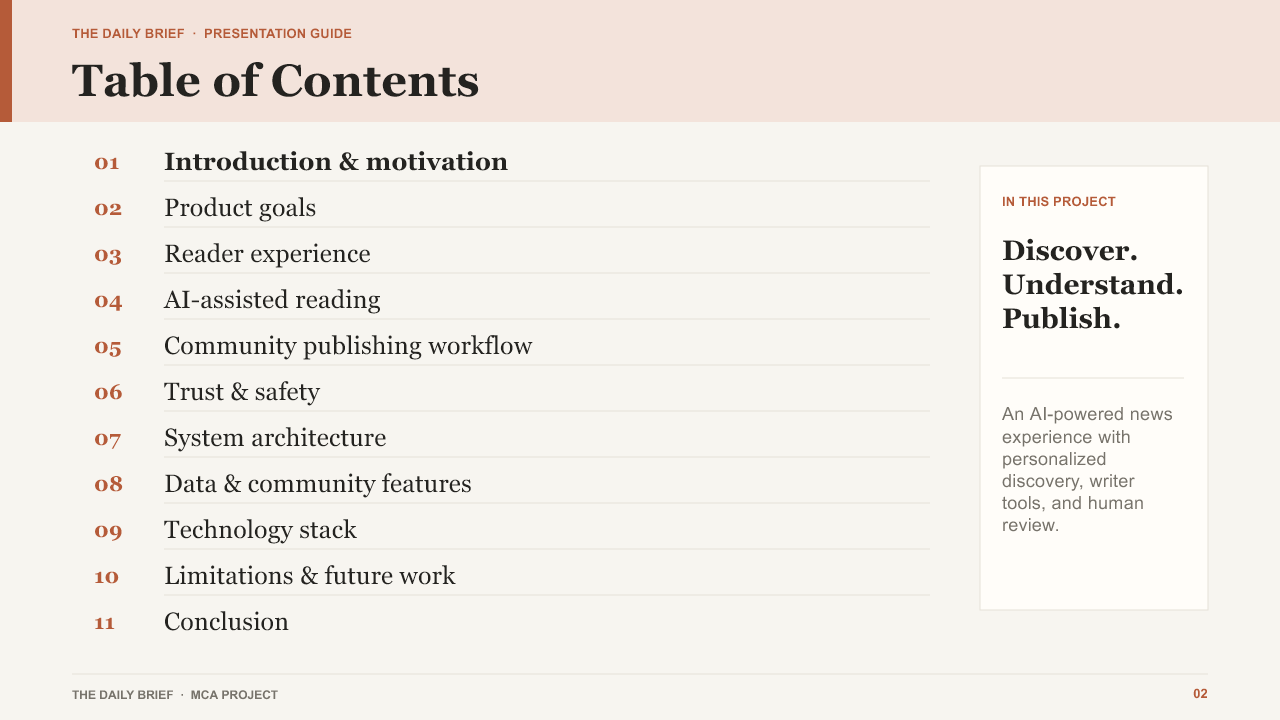 THE DAILY BRIEF · PRESENTATION GUIDE
Table of Contents
01 Introduction & motivation
02 Product goals
03 Reader experience
04 AI-assisted reading
05 Community publishing workflow
06 Trust & safety
07 System architecture
08 Data & community features
09 Technology stack
10 Limitations & future work
11 Conclusion
IN THIS PROJECT
Discover.
Understand.
Publish.
An AI-powered news
experience with
personalized
discovery, writer
tools, and human
review.
THE DAILY BRIEF · MCA PROJECT
02